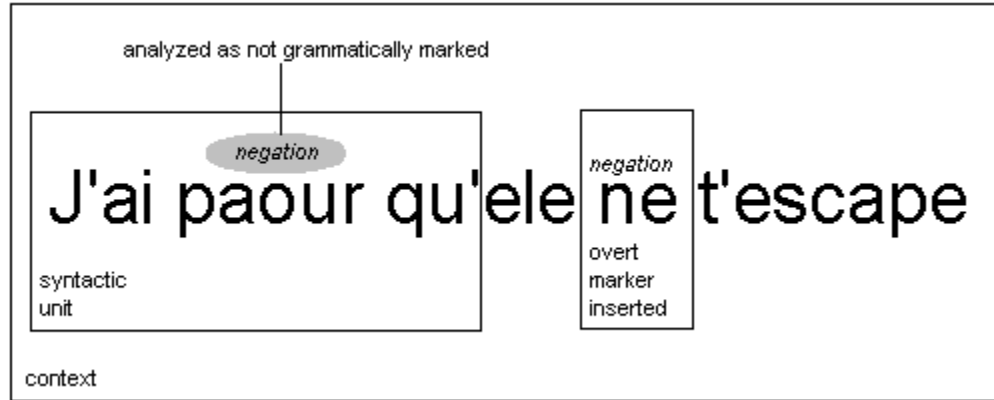 analyzed as not grammatically marked
negation
negation
J'ai paour qu'ele ne t'escape
syntactic
unit
overt
marker
inserted
context